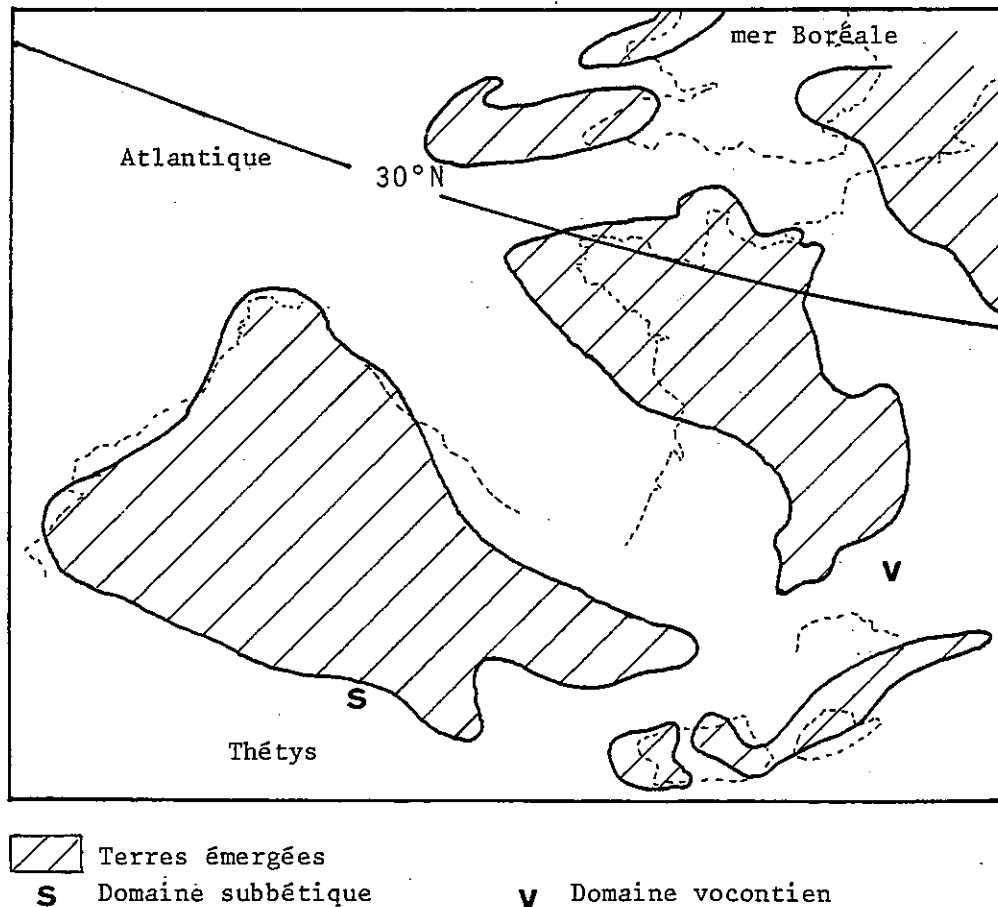 mer Boréale
Atlantique
30°N
V
S
Thétys
Terres émergées
S Domaine subbétique V Domaine vocontien